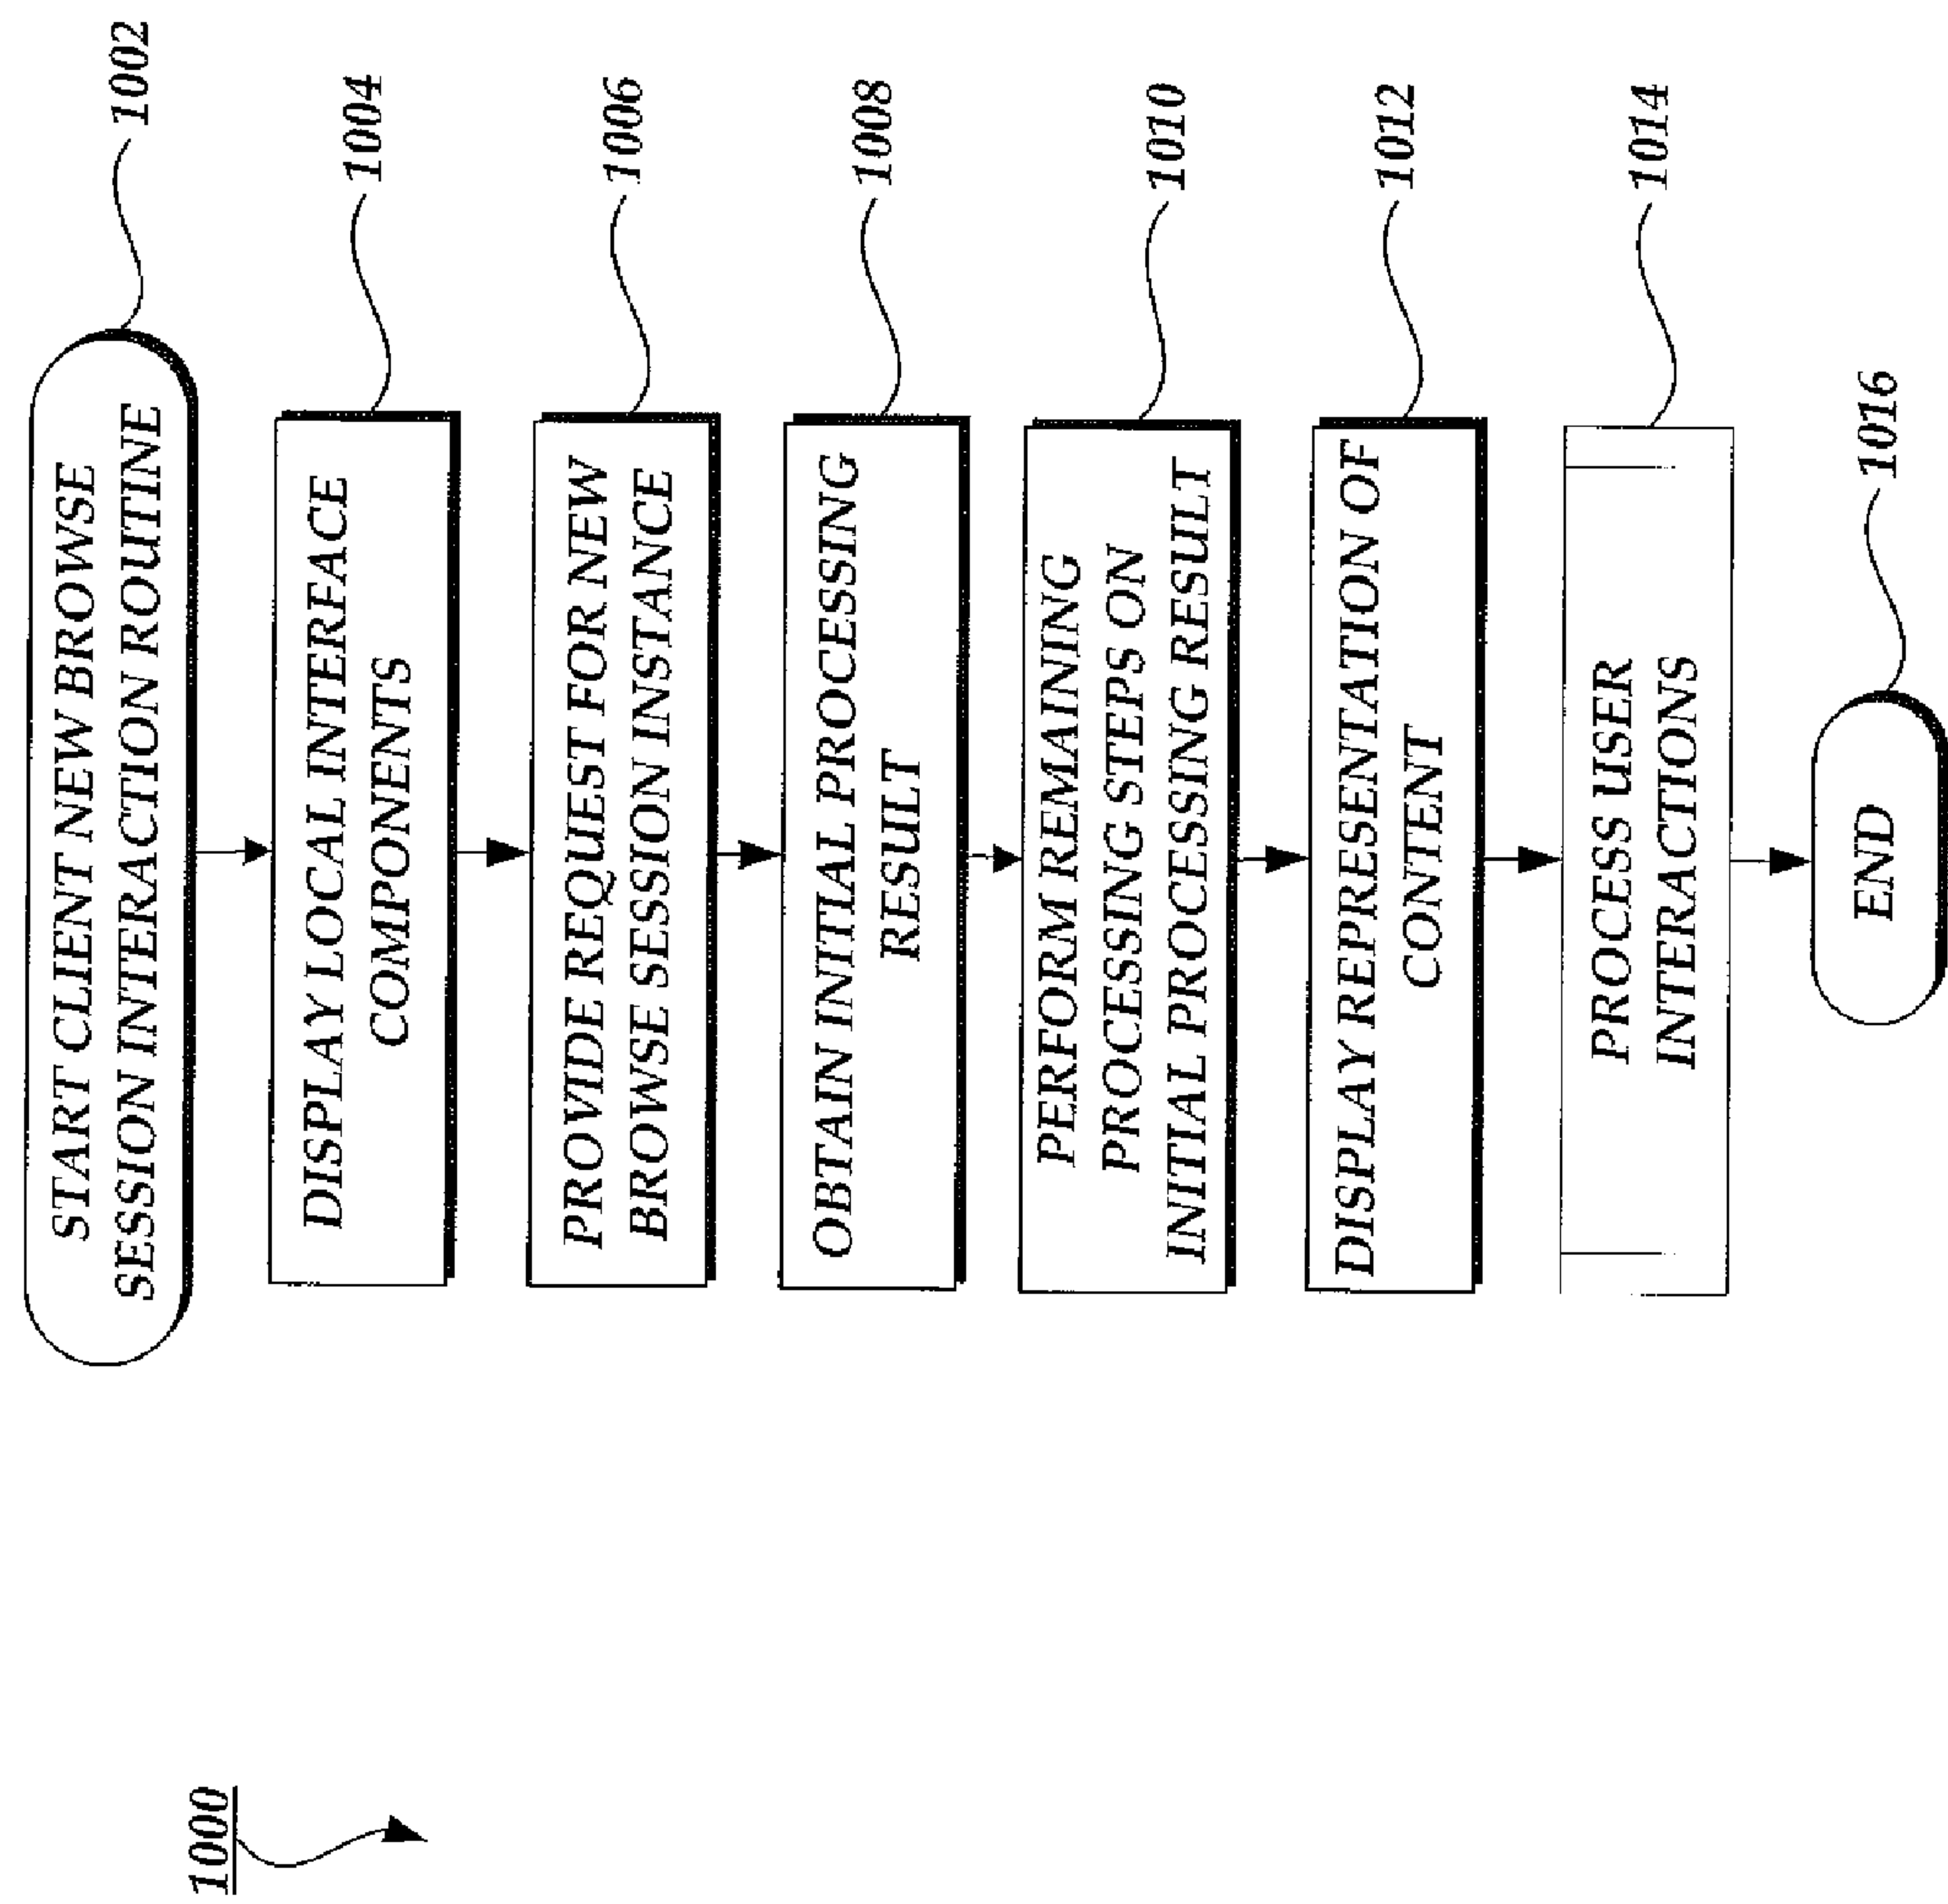 1000
START CLIENT NEW BROWSE
SESSION INTERACTION ROUTINE
1002
DISPLAY LOCAL INTERFACE
COMPONENTS
1004
PROVIDE REQUEST FOR NEW
BROWSE SESSION INSTANCE
1006
OBTAIN INITIAL PROCESSING
RESULT
1008
PERFORM REMAINING
PROCESSING STEPS ON
INITIAL PROCESSING RESULT
1010
DISPLAY REPRESENTATION OF
CONTENT
1012
PROCESS USER
INTERACTIONS
1014
END
1016